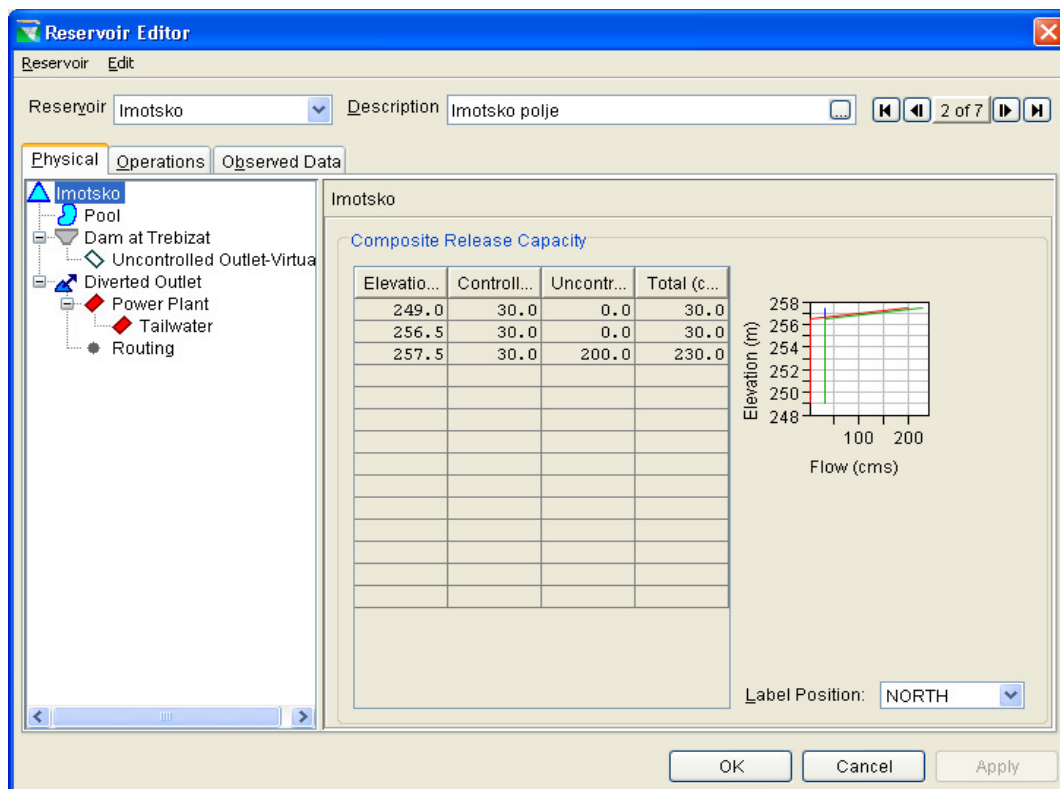 Reservoir Editor
Reservoir Edit
Reservoir Imotsko Description Imotsko polje ... 2 of 7
Physical Operations Observed Data
Imotsko
Pool
Dam at Trebizat
Uncontrolled Outlet-Virtua
Diverted Outlet
Power Plant
Tailwater
Routing
Imotsko
Composite Release Capacity
Elevatio... Controll... Uncontr... Total (c...
249.0 30.0 0.0 30.0
256.5 30.0 0.0 30.0
257.5 30.0 200.0 230.0
Elevation (m)
258
256
254
252
250
248
100 200
Flow (cms)
Label Position: NORTH
OK Cancel Apply